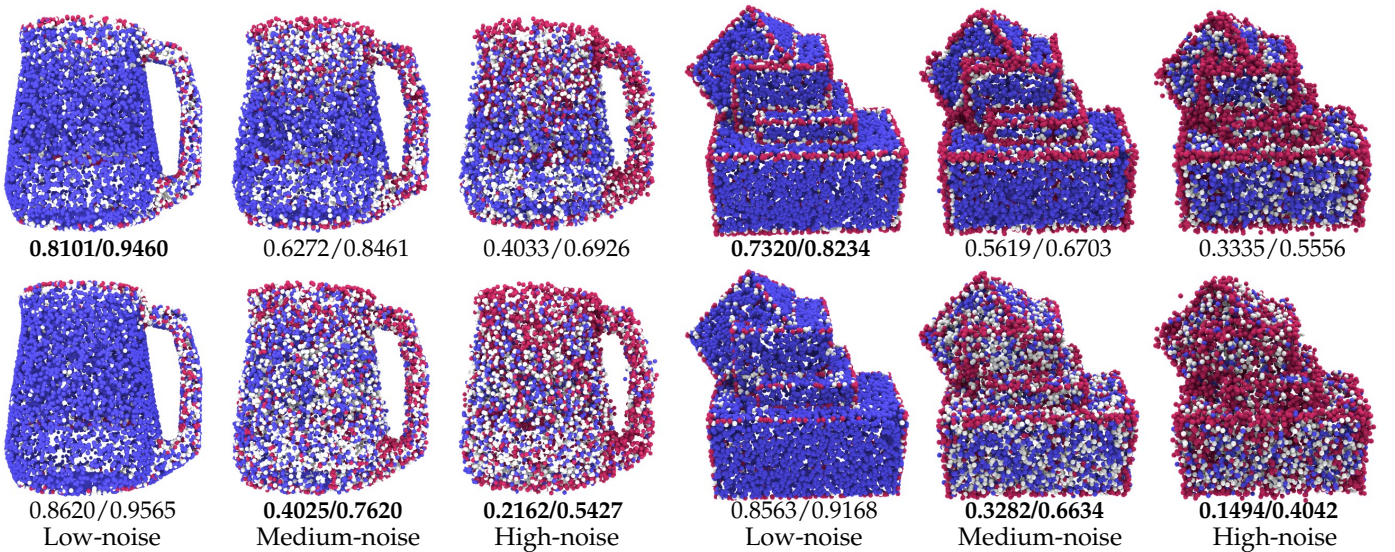 0.8101/0.9460 0.6272/0.8461 0.4033/0.6926 0.7320/0.8234 0.5619/0.6703 0.3335/0.5556
0.8620/0.9565 0.4025/0.7620 0.2162/0.5427 0.8563/0.9168 0.3282/0.6634 0.1494/0.4042
Low-noise Medium-noise High-noise Low-noise Medium-noise High-noise